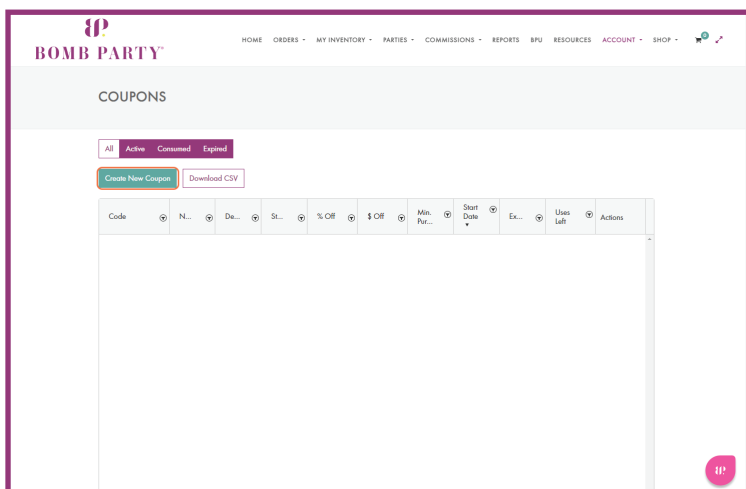 BP
BOMB PARTY®
HOME ORDERS MY INVENTORY PARTIES COMMISSIONS REPORTS BPU RESOURCES ACCOUNT SHOP 0
COUPONS
All Active Consumed Expired
Create New Coupon Download CSV
Code N... De... St... % Off $ Off Min. Pur... Start Date Ex... Uses Left Actions
BP